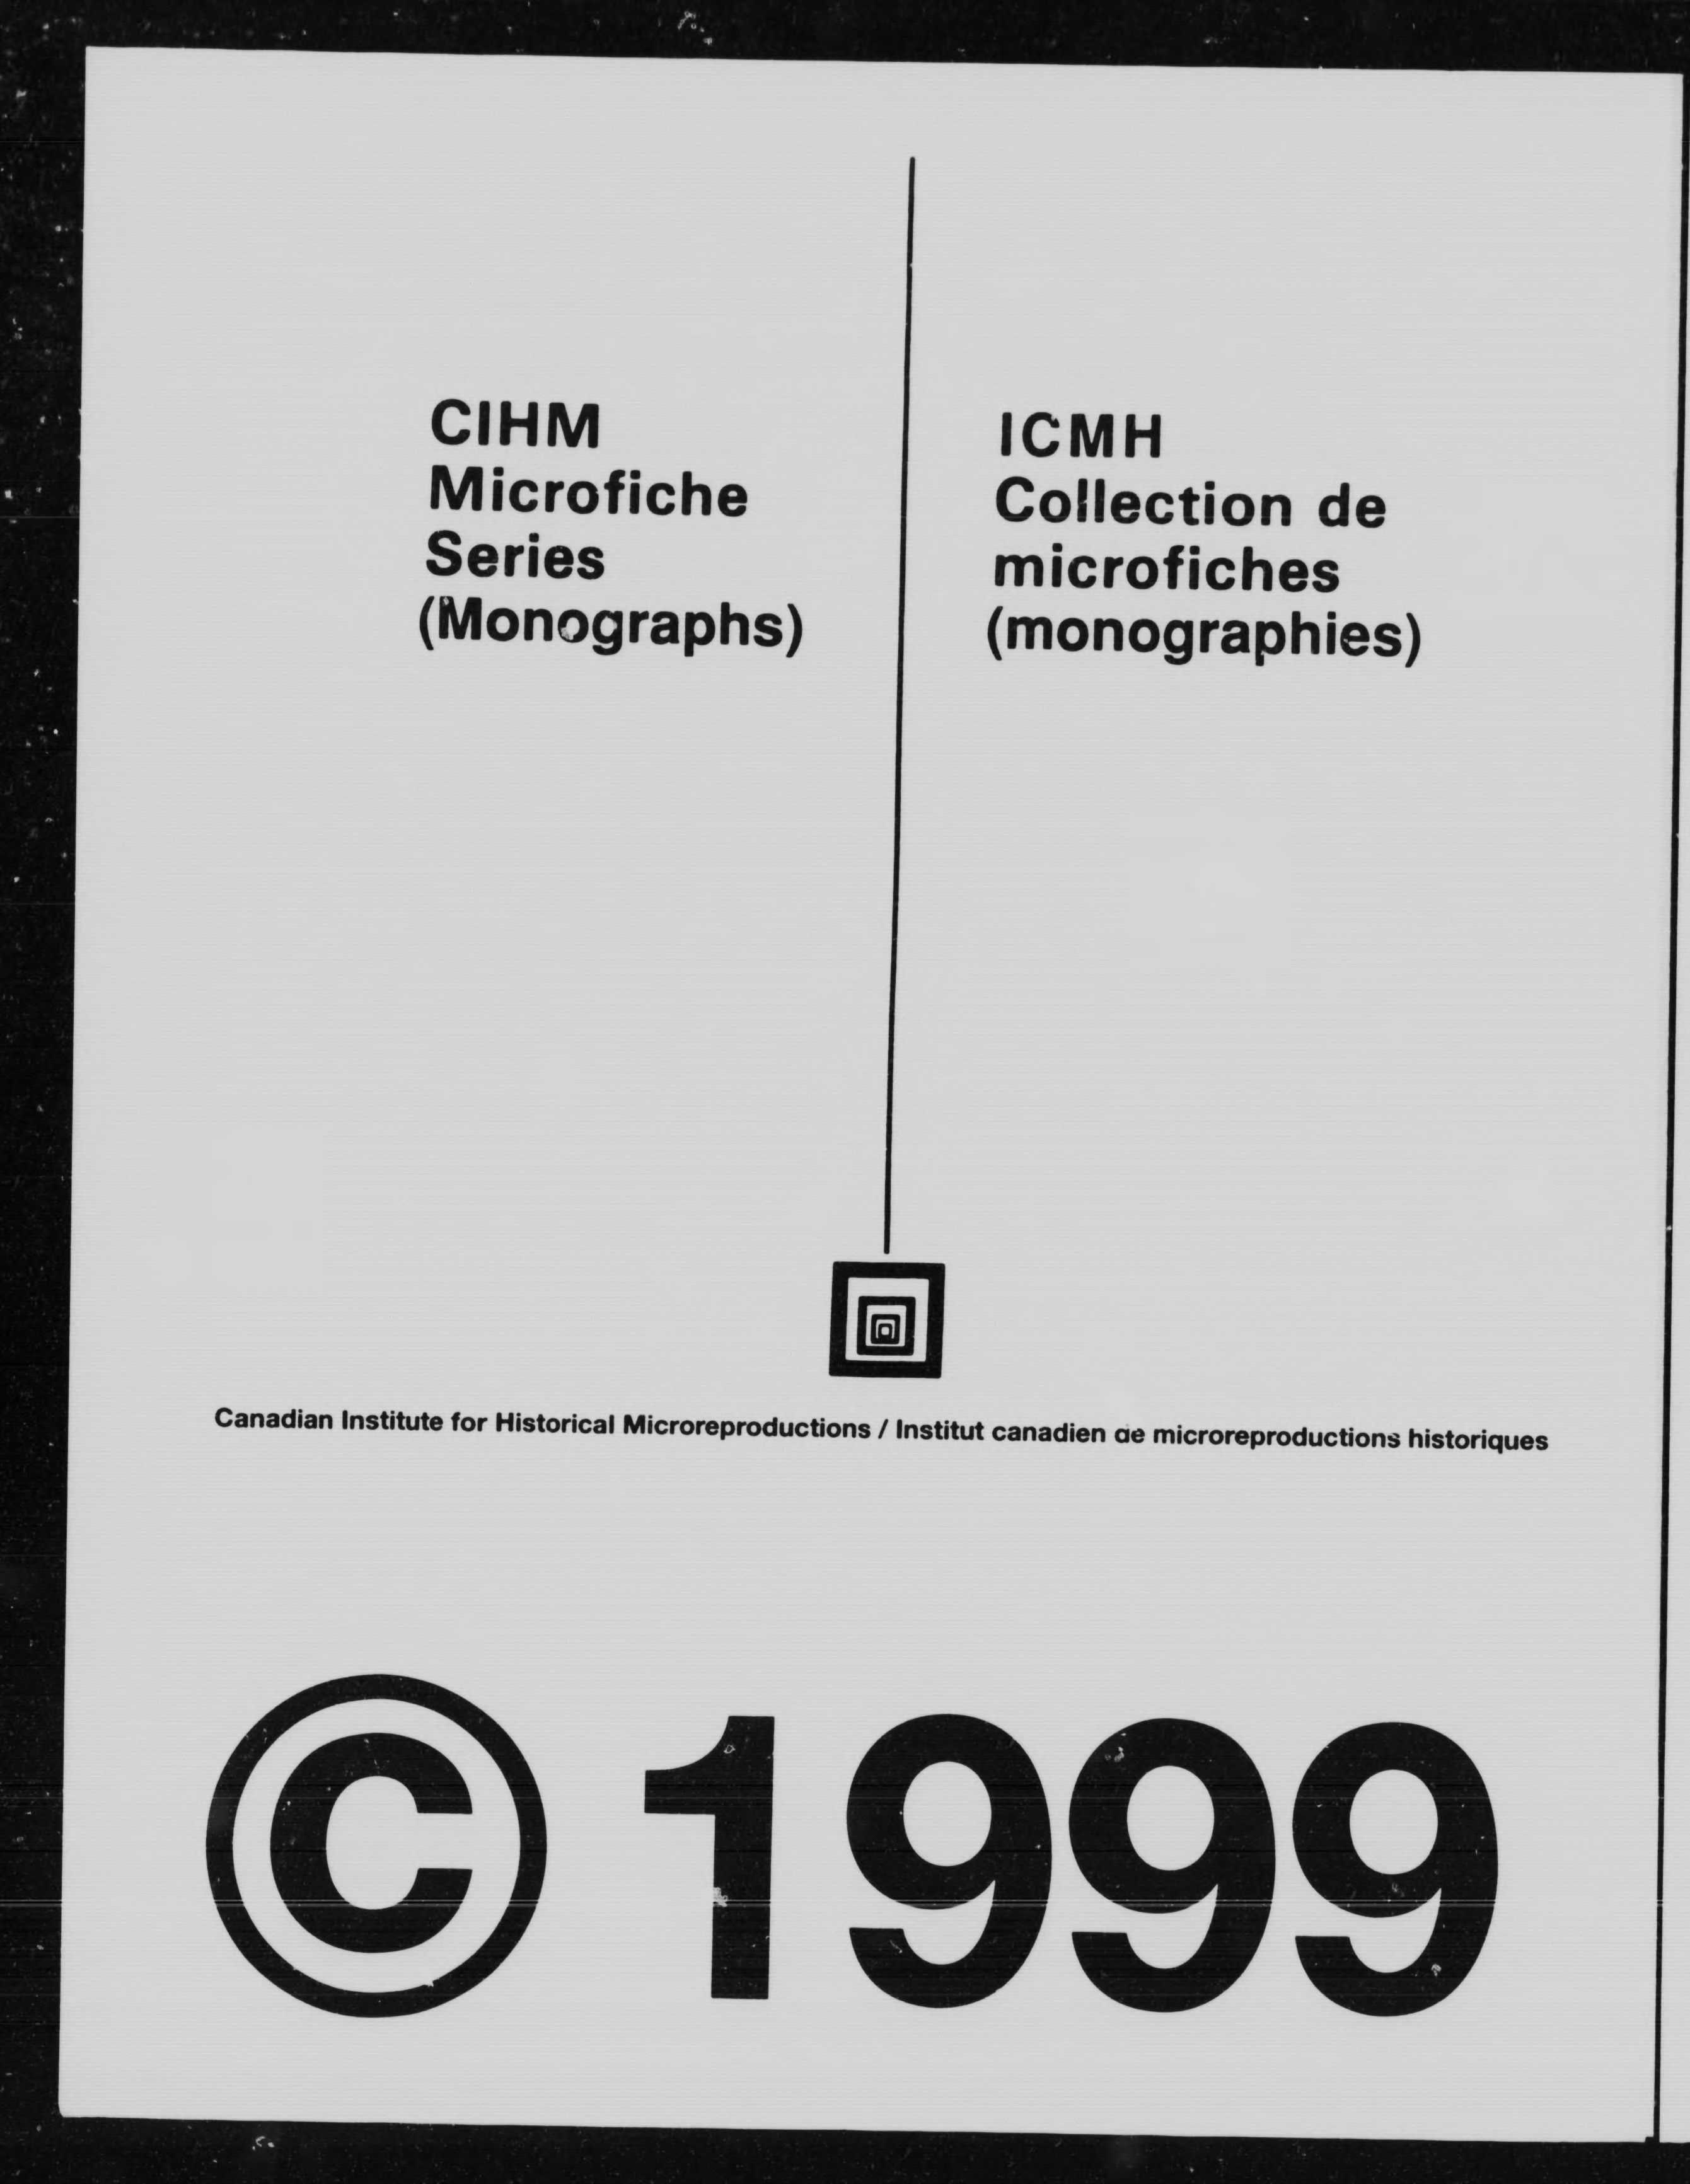 CIHM
Microfiche
Series
(Monographs)
ICMH
Collection de
microfiches
(monographies)
Canadian Institute for Historical Microreproductions / Institut canadien de microreproductions historiques
© 1999